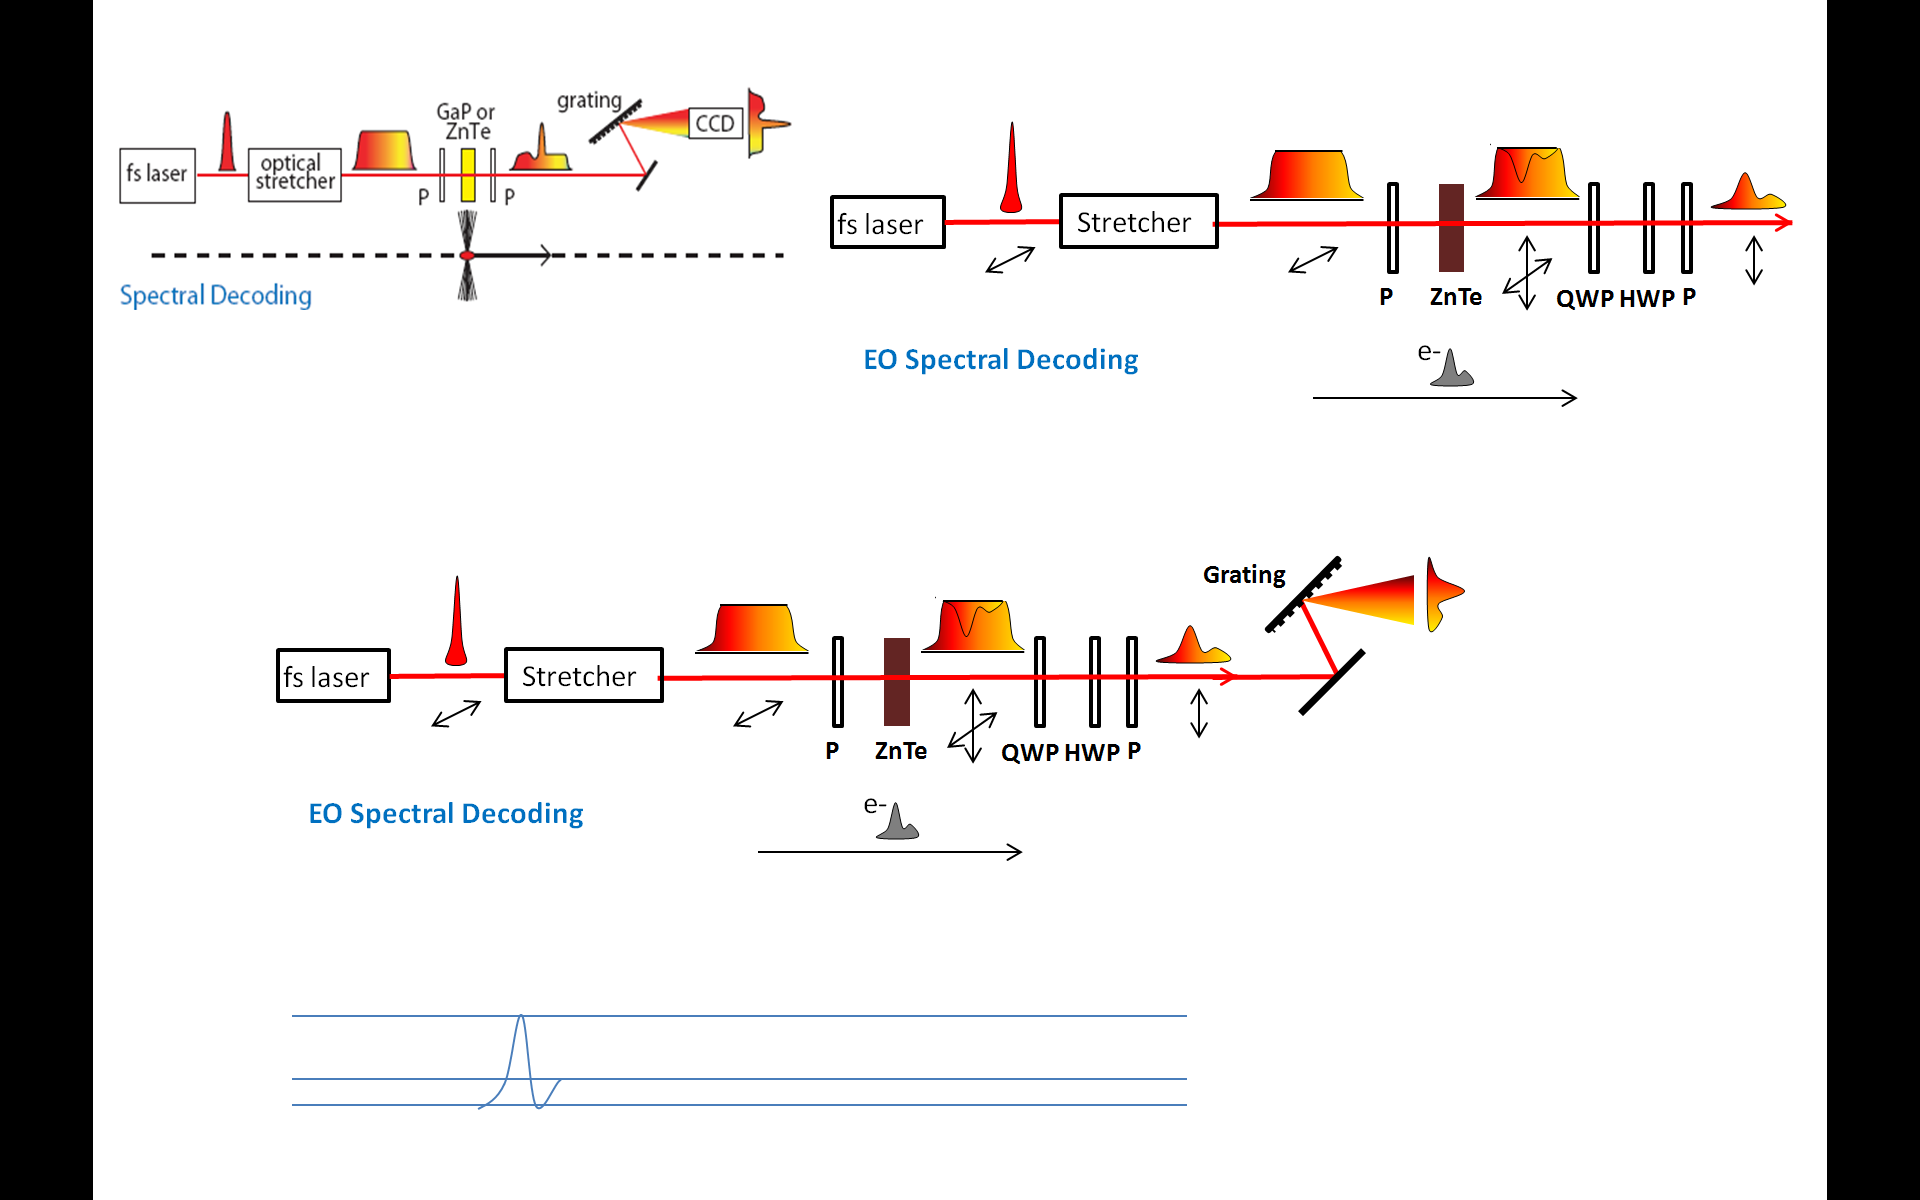 grating
GaP or
ZnTe
CCD
fs laser
optical
stretcher
P
P
Spectral Decoding
fs laser
Stretcher
P
ZnTe
QWP
HWP
P
EO Spectral Decoding
e-
Grating
fs laser
Stretcher
P
ZnTe
QWP
HWP
P
EO Spectral Decoding
e-